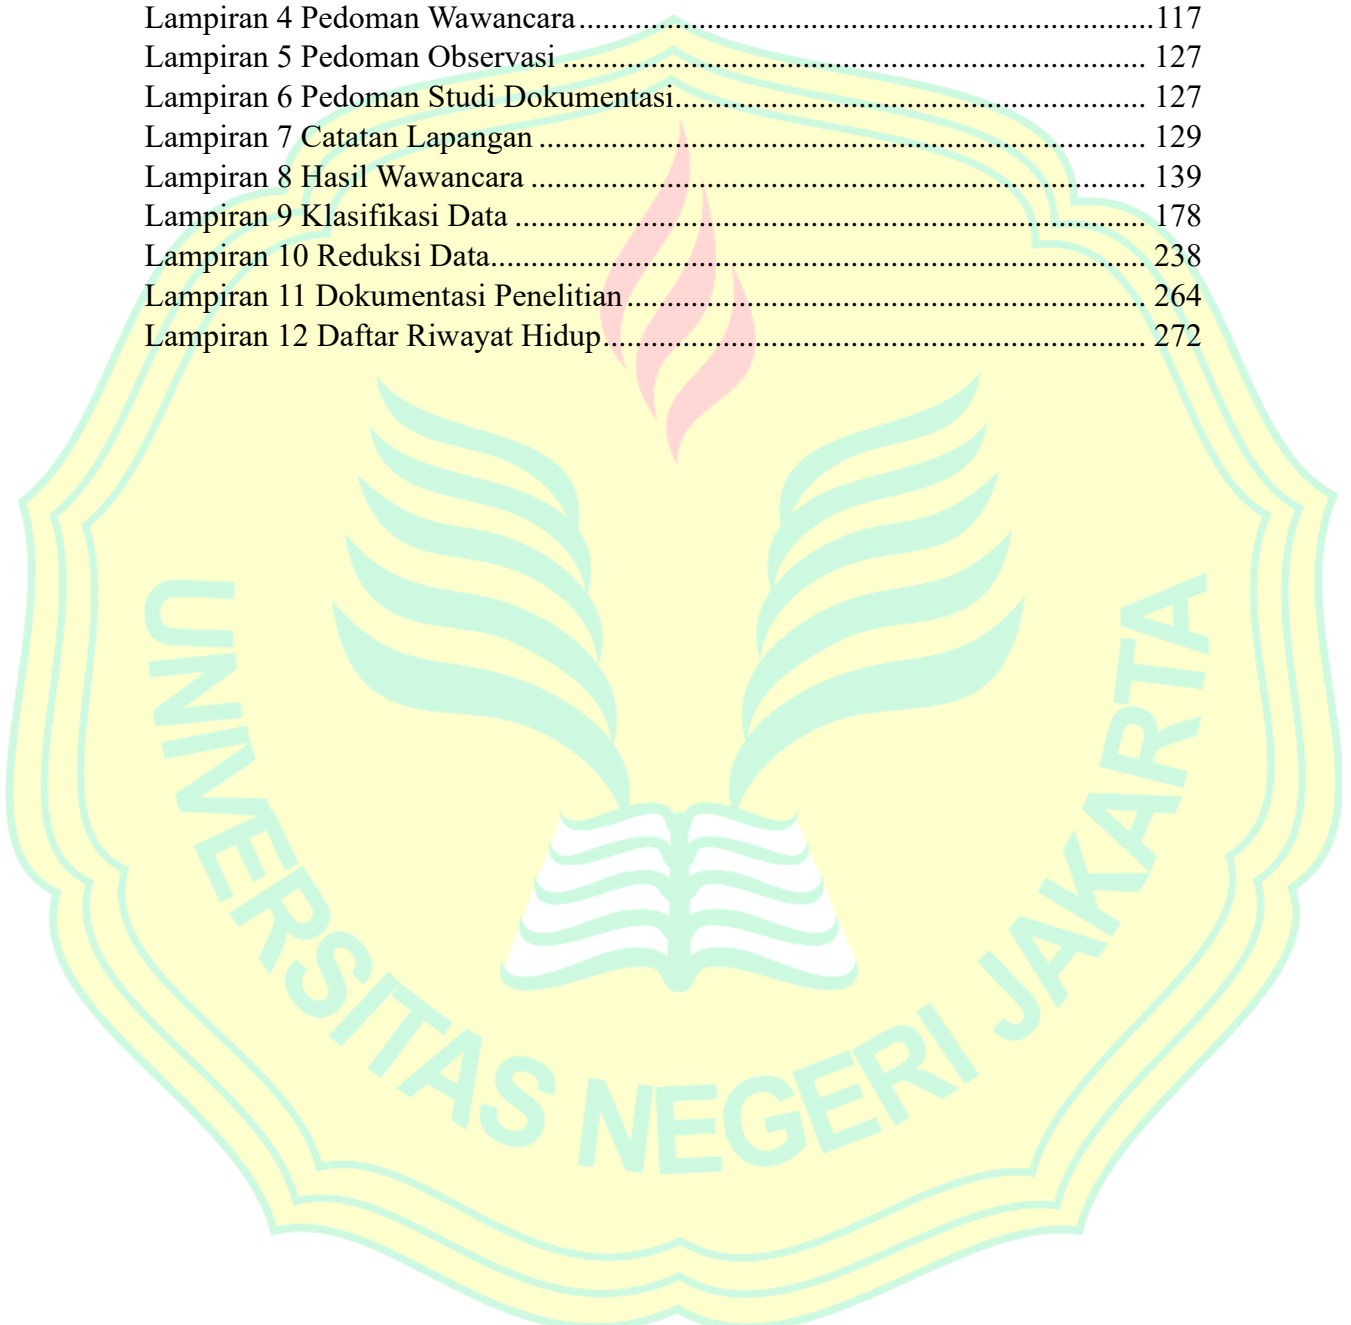 Lampiran 4 Pedoman Wawancara........................................................................117
Lampiran 5 Pedoman Observasi .......................................................................... 127
Lampiran 6 Pedoman Studi Dokumentasi........................................................... 127
Lampiran 7 Catatan Lapangan ............................................................................ 129
Lampiran 8 Hasil Wawancara ............................................................................. 139
Lampiran 9 Klasifikasi Data ............................................................................... 178
Lampiran 10 Reduksi Data.................................................................................. 238
Lampiran 11 Dokumentasi Penelitian ................................................................. 264
Lampiran 12 Daftar Riwayat Hidup.................................................................... 272
UNIVERSITAS NEGERI JAKARTA